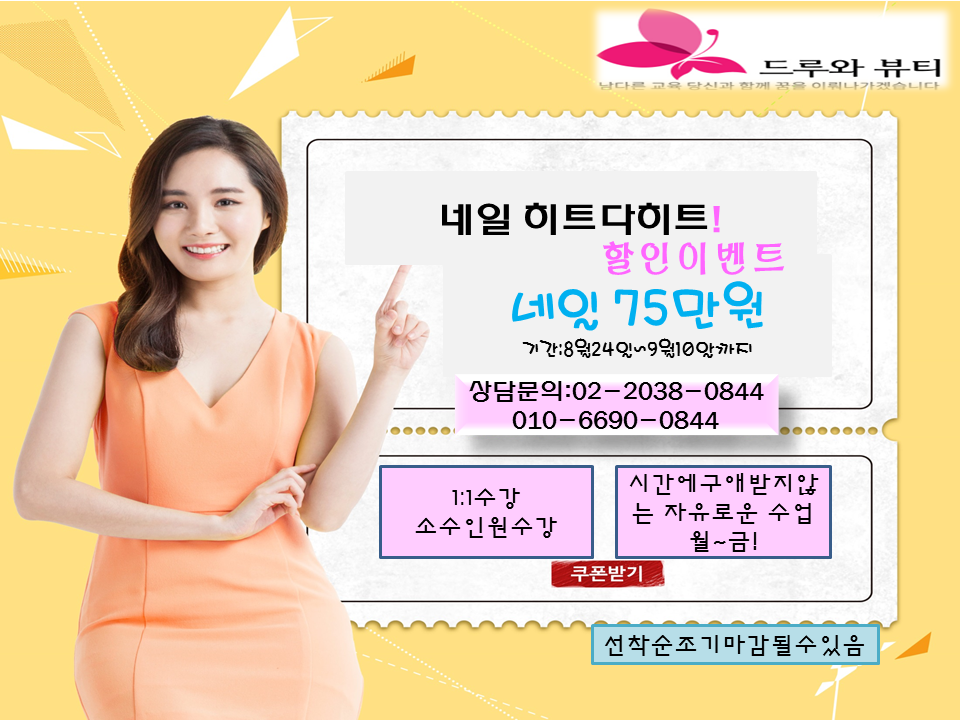 드루와 뷰티
남다른 교육 당신과 함께 꿈을 이뤄나가겠습니다
네일 히트다히트!
할인이벤트
네일 75만원
기간:8월24일~9월10일까지
상담문의:02-2038-0844
010-6690-0844
1:1수강
소수인원수강
시간에구애받지않
는 자유로운 수업
월~금!
쿠폰받기
선착순조기마감될수있음